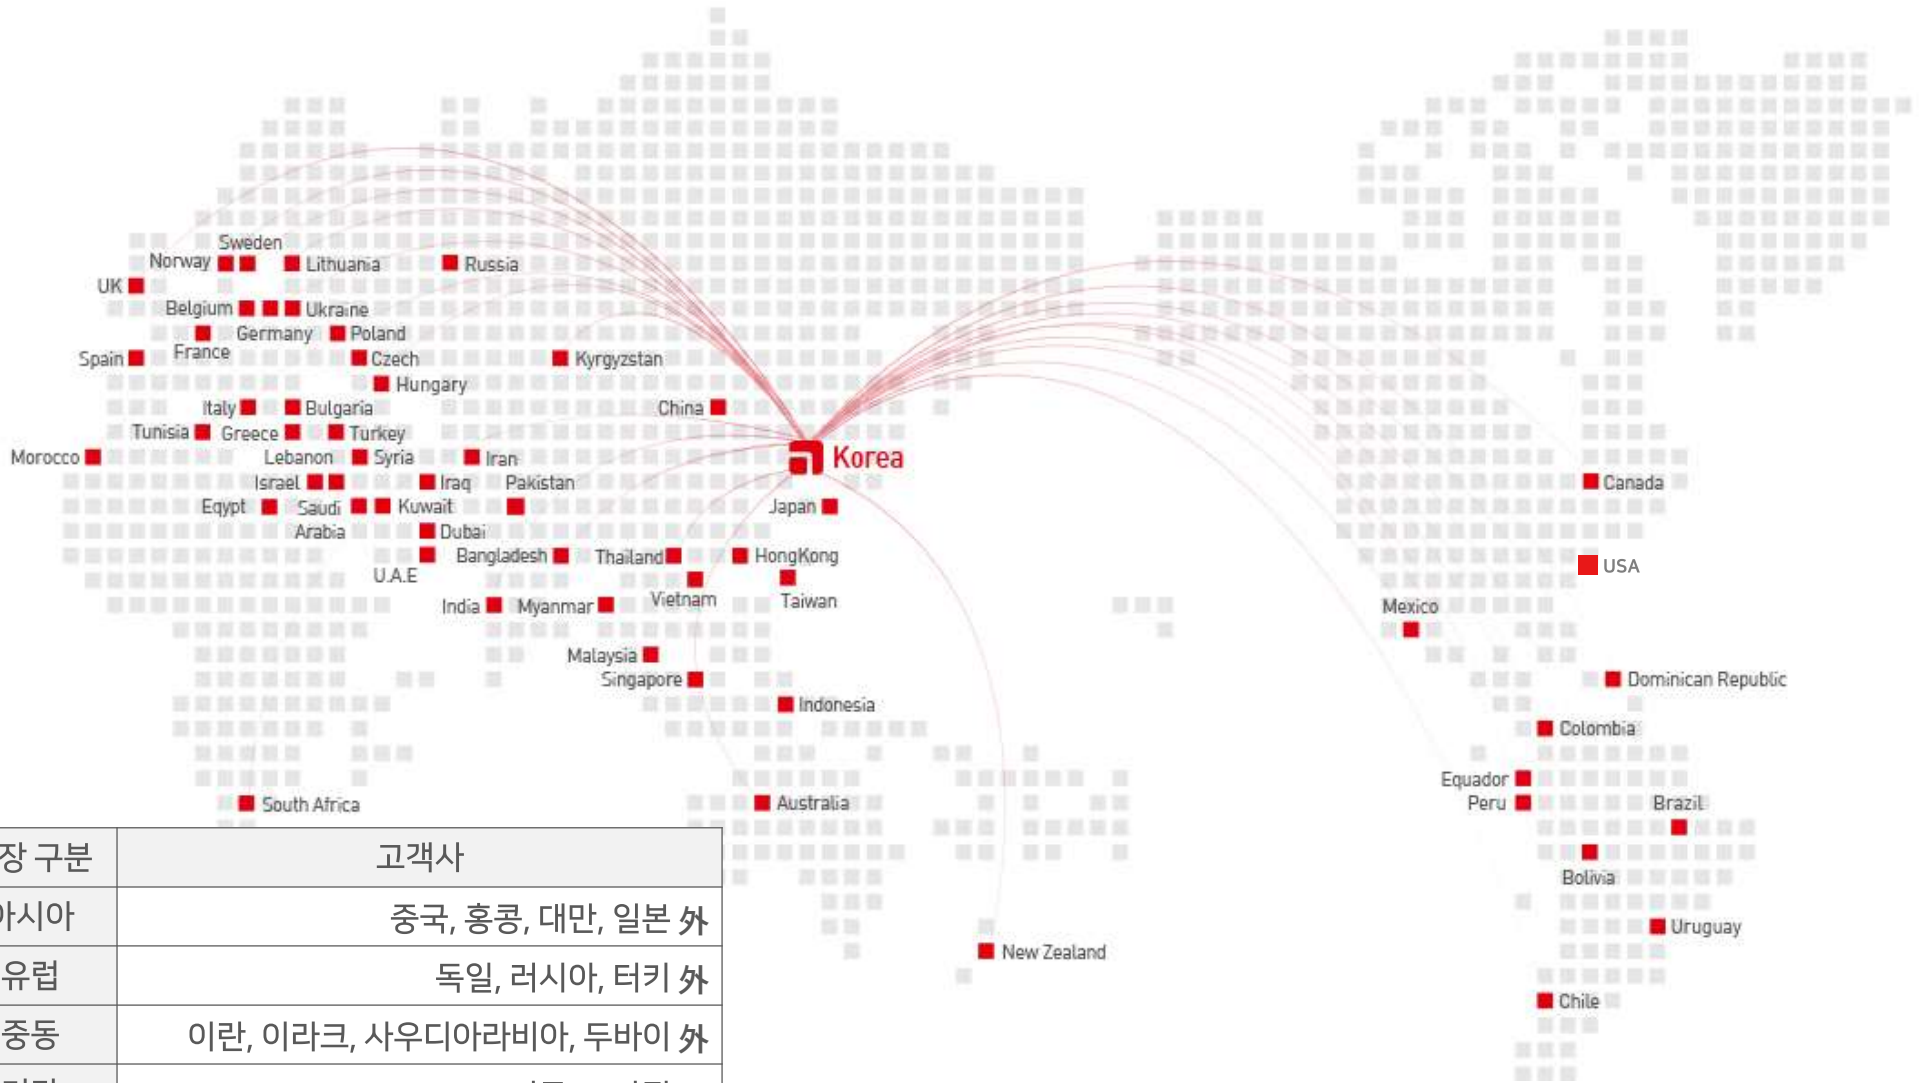 Sweden
Norway
Lithuania
Russia
UK
Belgium
Ukraine
Germany
Poland
France
Spain
Czech
Kyrgyzstan
Hungary
Italy
Bulgaria
China
Tunisia
Greece
Turkey
Morocco
Lebanon
Syria
Iran
Korea
Israel
Iraq
Pakistan
Canada
Eqypt
Saudi
Arabia
Kuwait
Japan
Dubai
U.A.E
Bangladesh
Thailand
HongKong
USA
India
Myanmar
Vietnam
Taiwan
Mexico
Malaysia
Singapore
Dominican Republic
Indonesia
Colombia
Equador
Peru
Brazil
South Africa
Australia
Bolivia
Uruguay
New Zealand
Chile
장 구분 고객사
아시아 중국, 홍콩, 대만, 일본 外
유럽 독일, 러시아, 터키 外
중동 이란, 이라크, 사우디아라비아, 두바이 外